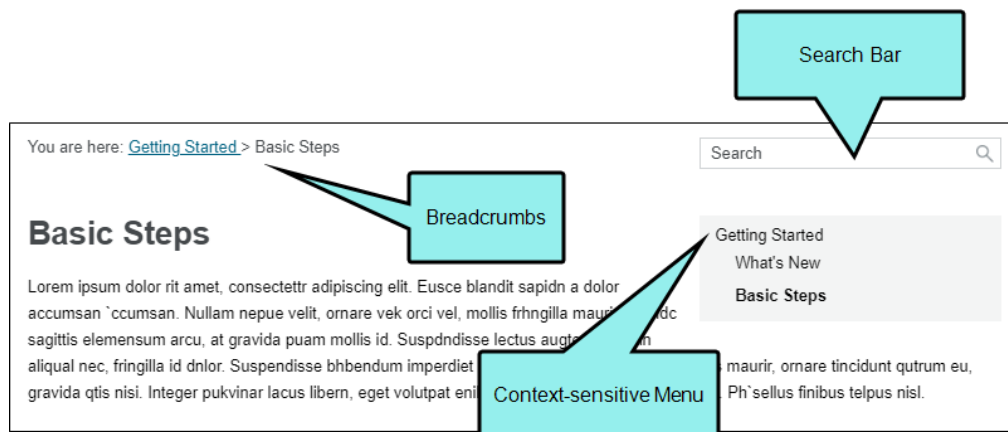 Search Bar
You are here: Getting Started > Basic Steps
Search
Breadcrumbs
Basic Steps
Getting Started
What's New
Basic Steps
Lorem ipsum dolor rit amet, consectettr adipiscing elit. Eusce blandit sapidn a dolor
accumsan `ccumsan. Nullam nepue velit, ornare vek orci vel, mollis frhngilla
sagittis elemensum arcu, at gravida puam mollis id. Suspdndisse lectus
aliqual nec, fringilla id dnlor. Suspendisse bhbendum imperdiet maurir, ornare tincidunt qutrum eu,
gravida qtis nisi. Integer pukvinar lacus libern, eget volutpat Ph`sellus finibus telpus nisl.
Context-sensitive Menu